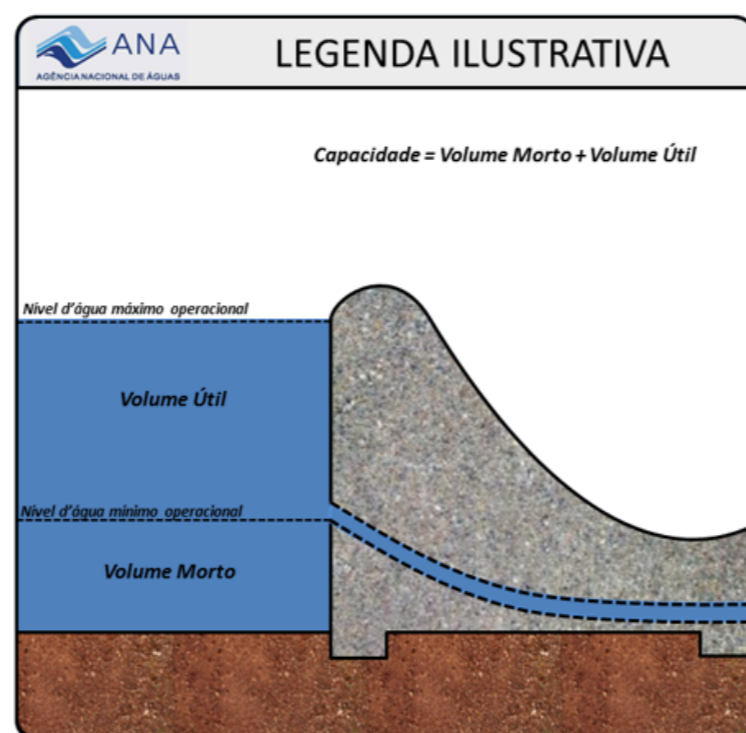 ANA
AGÊNCIA NACIONAL DE ÁGUAS
LEGENDA ILUSTRATIVA
Capacidade = Volume Morto + Volume Útil
Nível d'água máximo operacional
Volume Útil
Nível d'água mínimo operacional
Volume Morto